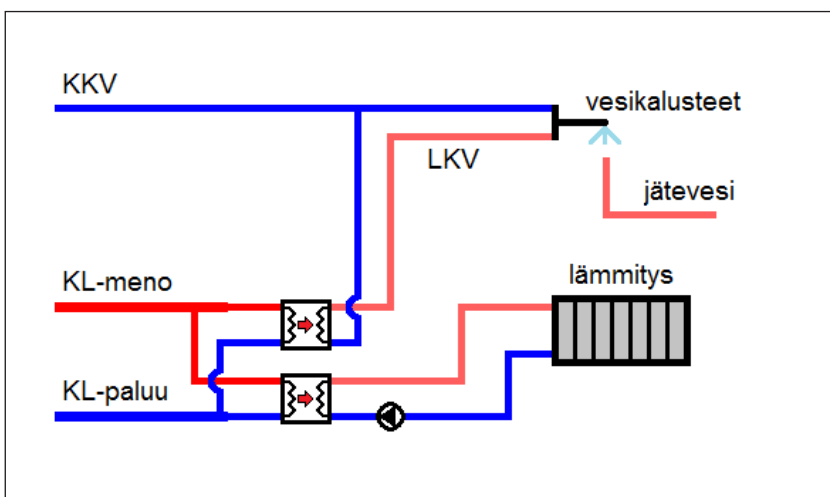 KKV
vesikalusteet
LKV
jätevesi
KL-meno
lämmitys
KL-paluu